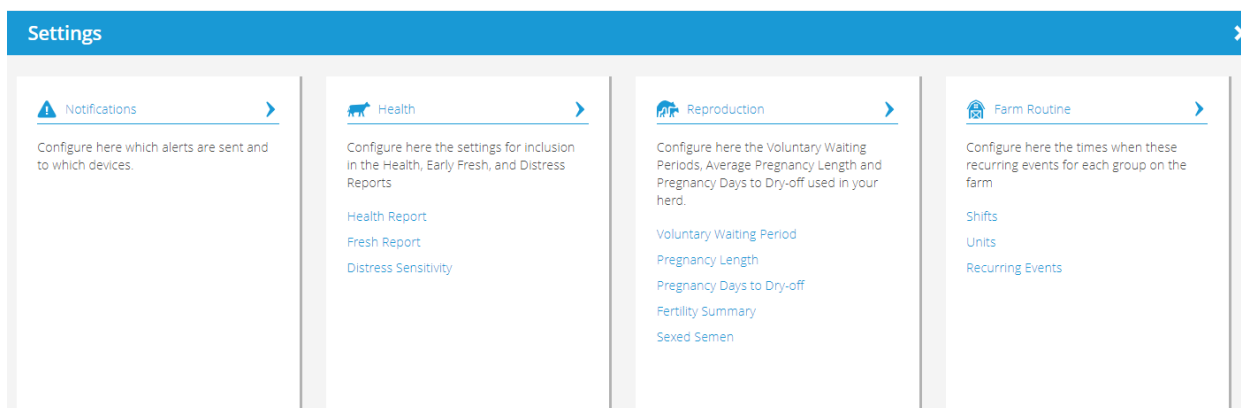 Settings
Notifications
Configure here which alerts are sent and
to which devices.
Health
Configure here the settings for inclusion
in the Health, Early Fresh, and Distress
Reports
Health Report
Fresh Report
Distress Sensitivity
Reproduction
Configure here the Voluntary Waiting
Periods, Average Pregnancy Length and
Pregnancy Days to Dry-off used in your
herd.
Voluntary Waiting Period
Pregnancy Length
Pregnancy Days to Dry-off
Fertility Summary
Sexed Semen
Farm Routine
Configure here the times when these
recurring events for each group on the
farm
Shifts
Units
Recurring Events